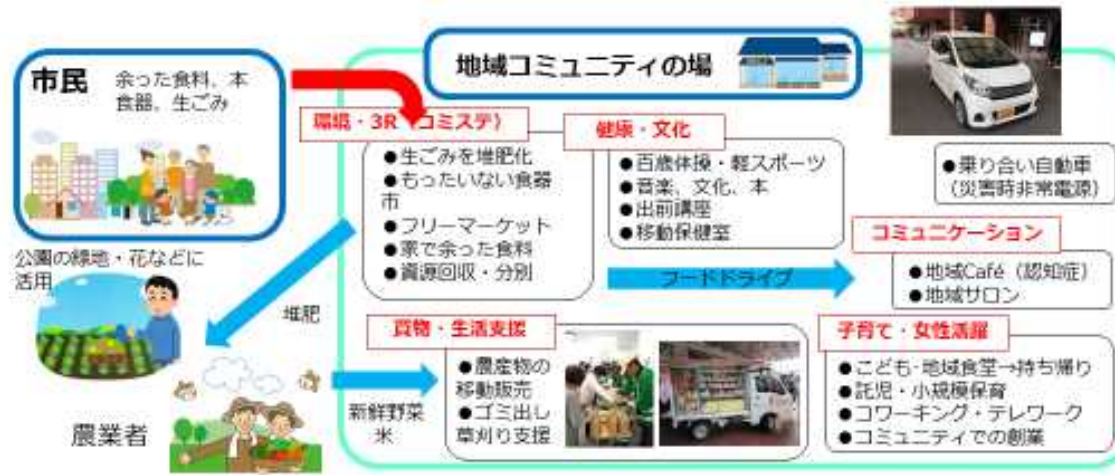 市民
余った食料、本
食器、生ごみ
地域コミュニティの場
環境・3R（コミステ）
●生ごみを堆肥化
●もったいない食器
市
●フリーマーケット
●家で余った食料
●資源回収・分別
健康・文化
●百歳体操・軽スポーツ
●音楽、文化、本
●出前講座
●移動保健室
●乗り合い自動車
（災害時非常電源）
コミュニケーション
●地域Café（認知症）
●地域サロン
フードドライブ
公園の緑地・花などに
活用
堆肥
農業者
新鮮野菜
米
買物・生活支援
●農産物の
移動販売
●ゴミ出し
草刈り支援
子育て・女性活躍
●こども・地域食堂→持ち帰り
●託児・小規模保育
●コワーキング・テレワーク
●コミュニティでの創業